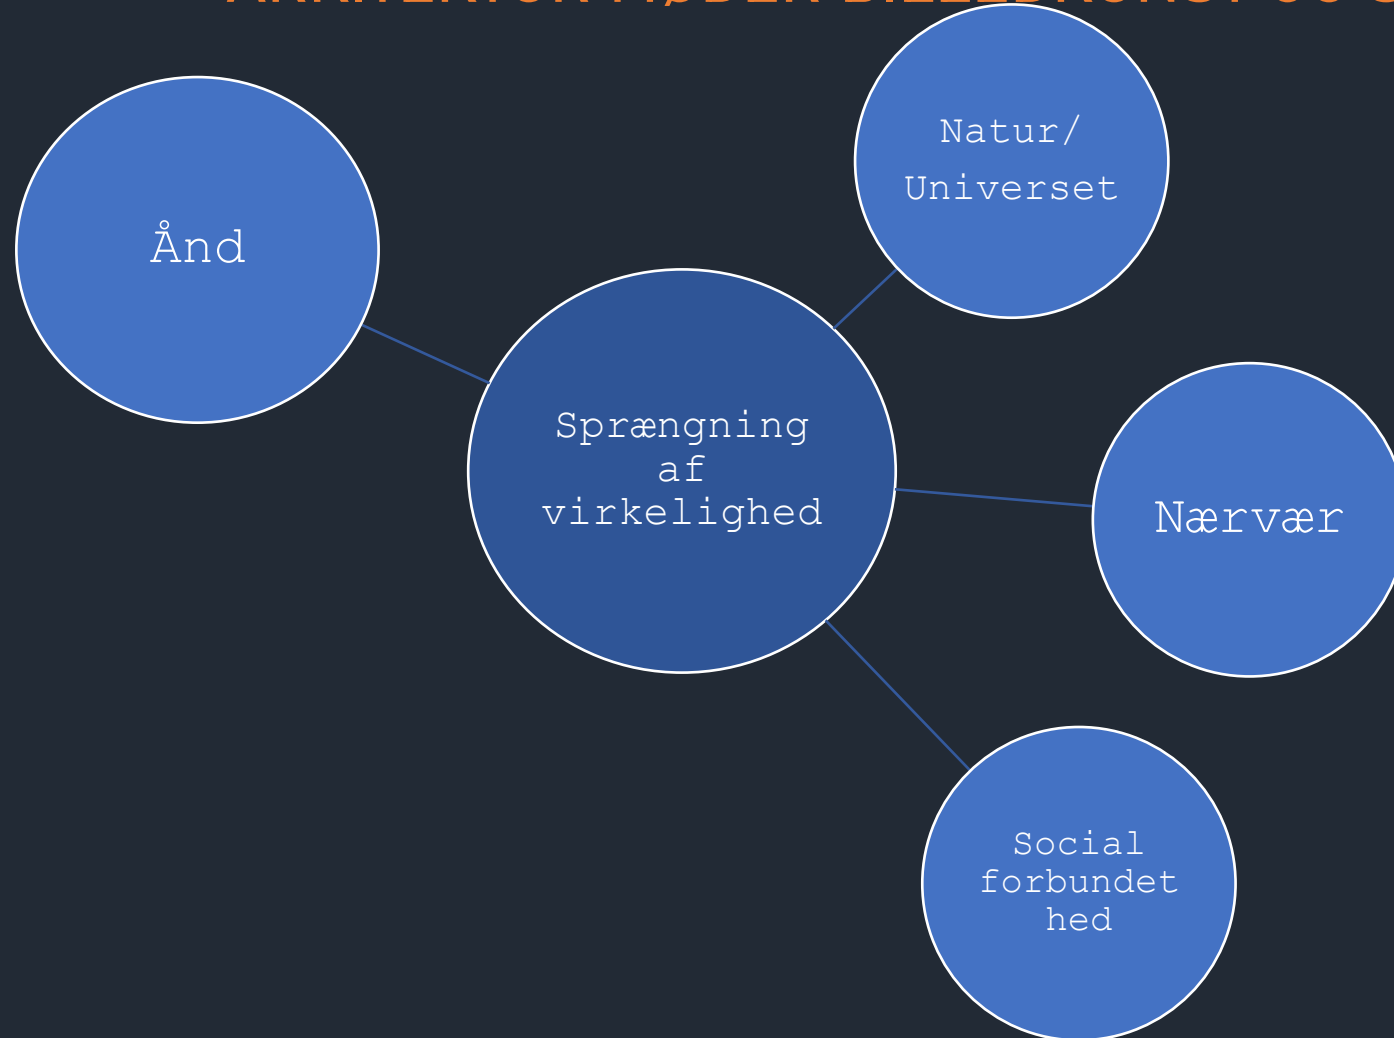 Natur/
Universet
Ånd
Sprængning
af
virkelighed
Nærvær
Social
forbundet
hed